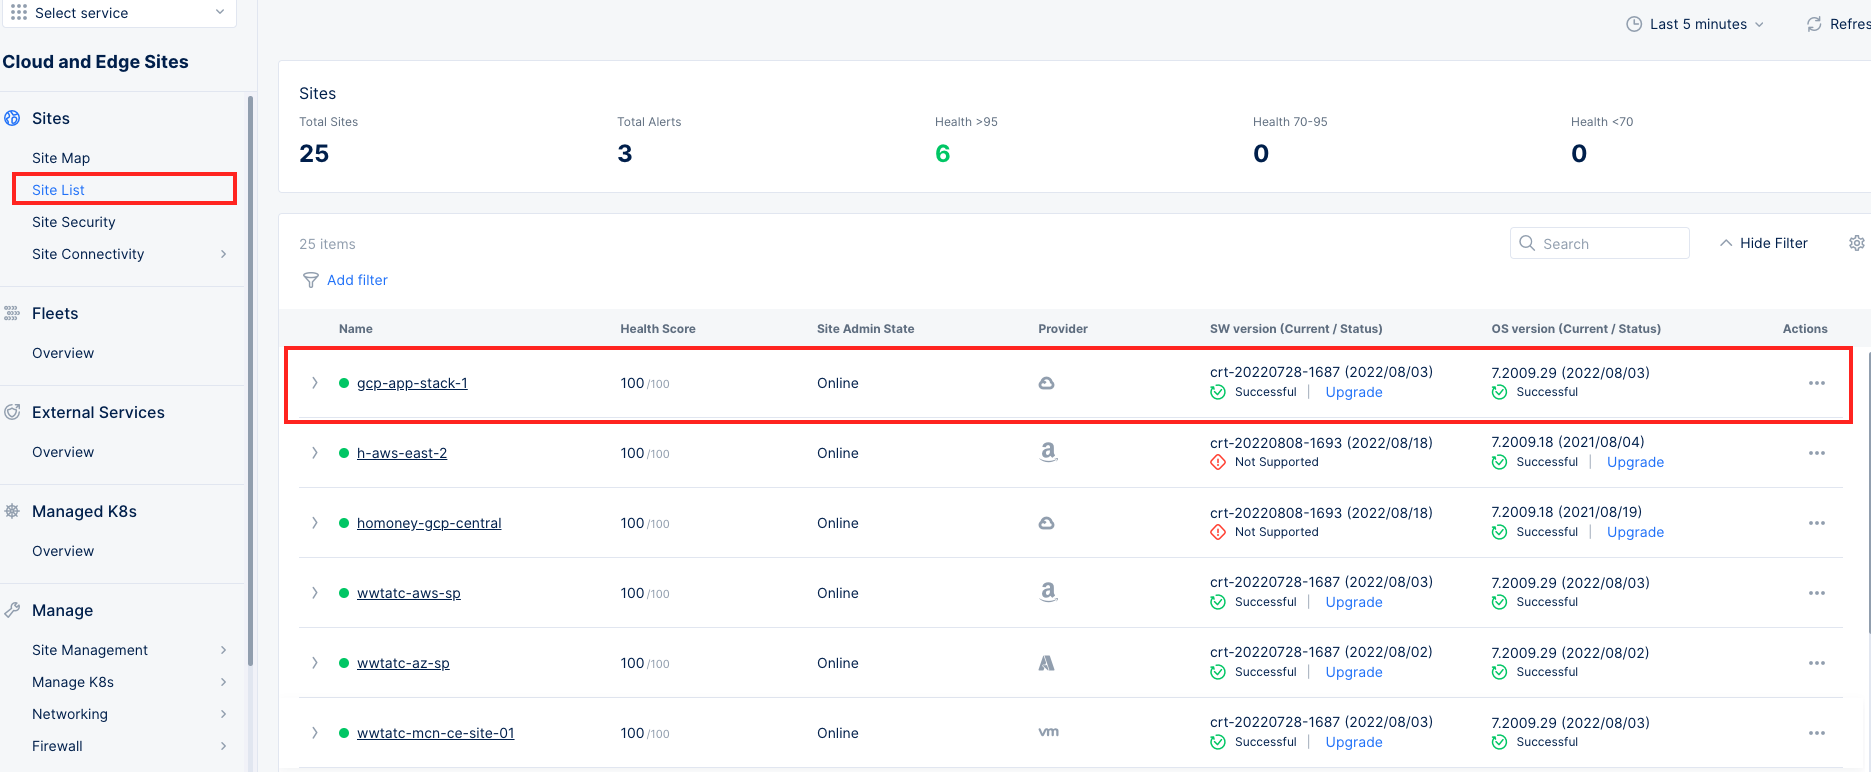 Select service
Cloud and Edge Sites
Sites
Site Map
Site List
Site Security
Site Connectivity
Fleets
Overview
External Services
Overview
Managed K8s
Overview
Manage
Site Management
Manage K8s
Networking
Firewall
Last 5 minutes
Refres
Sites
Total Sites Total Alerts Health >95 Health 70-95 Health <70
25 3 6 0 0
25 items
Search
Hide Filter
Add filter
Name Health Score Site Admin State Provider SW version (Current / Status) OS version (Current / Status) Actions
gcp-app-stack-1 100 /100 Online crt-20220728-1687 (2022/08/03) 7.2009.29 (2022/08/03)
Successful | Upgrade Successful
h-aws-east-2 100 /100 Online a crt-20220808-1693 (2022/08/18) 7.2009.18 (2021/08/04)
Not Supported Successful | Upgrade
homoney-gcp-central 100 /100 Online crt-20220808-1693 (2022/08/18) 7.2009.18 (2021/08/19)
Not Supported Successful | Upgrade
wwtatc-aws-sp 100 /100 Online a crt-20220728-1687 (2022/08/03) 7.2009.29 (2022/08/03)
Successful | Upgrade Successful
wwtatc-az-sp 100 /100 Online crt-20220728-1687 (2022/08/02) 7.2009.29 (2022/08/02)
Successful | Upgrade Successful
wwtatc-mcn-ce-site-01 100 /100 Online vm crt-20220728-1687 (2022/08/03) 7.2009.29 (2022/08/03)
Successful | Upgrade Successful